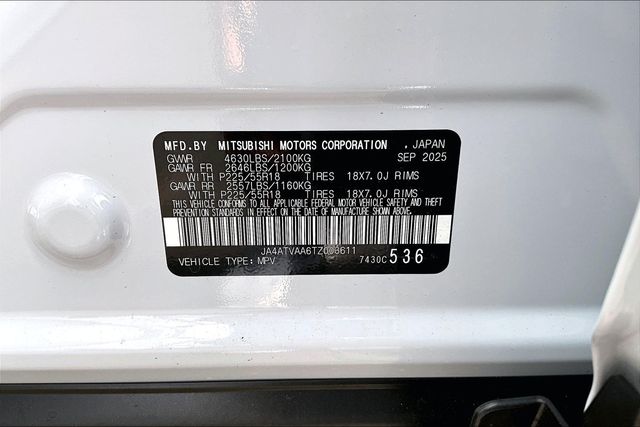 MFD.BY MITSUBISHI MOTORS CORPORATION , JAPAN
GVWR 4630LBS/2100KG SEP 2025
GAWR FR 2646LBS/1200KG
WITH P225/55R18 TIRES 18X7.0J RIMS
GAWR RR 2557LBS/1160KG
WITH P225/55R18 TIRES 18X7.0J RIMS
THIS VEHICLE CONFORMS TO ALL APPLICABLE FEDERAL MOTOR VEHICLE SAFETY AND THEFT
PREVENTION STANDARDS IN EFFECT ON THE DATE OF MANUFACTURE SHOWN ABOVE.
VEHICLE TYPE: MPV 7430C 536